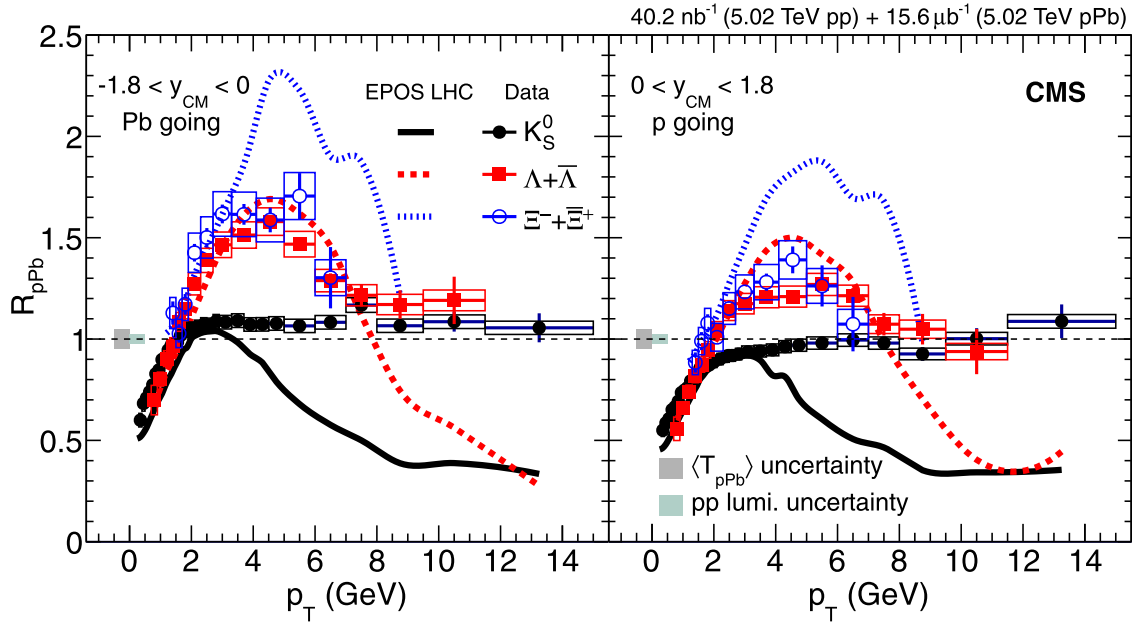 40.2 nb⁻¹ (5.02 TeV pp) + 15.6 μb⁻¹ (5.02 TeV pPb)
R_pPb
2.5
2
1.5
1
0.5
0
-1.8 < y_CM < 0
Pb going
EPOS LHC Data
K⁰_S
Λ+Λ̅
Ξ⁻+Ξ̅⁺
0 < y_CM < 1.8
p going
CMS
⟨T_pPb⟩ uncertainty
pp lumi. uncertainty
0 2 4 6 8 10 12 14
0 2 4 6 8 10 12 14
p_T (GeV)
p_T (GeV)